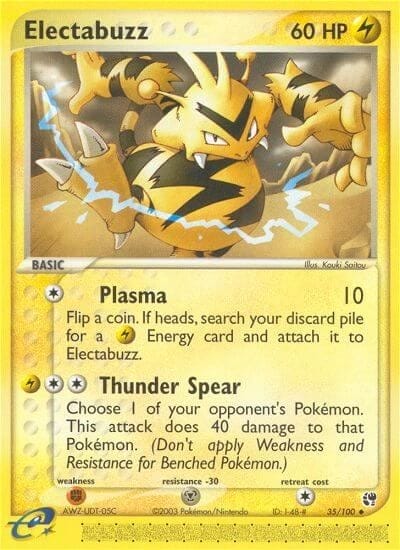 Electabuzz 60 HP
BASIC Illus. Kouki Saitou
Plasma 10
Flip a coin. If heads, search your discard pile
for a Energy card and attach it to
Electabuzz.
Thunder Spear
Choose 1 of your opponent's Pokémon.
This attack does 40 damage to that
Pokémon. (Don't apply Weakness and
Resistance for Benched Pokémon.)
weakness resistance -30 retreat cost
AWZ-UDT-05C ©2003 Pokémon/Nintendo ID: I-48-# 35/100
e